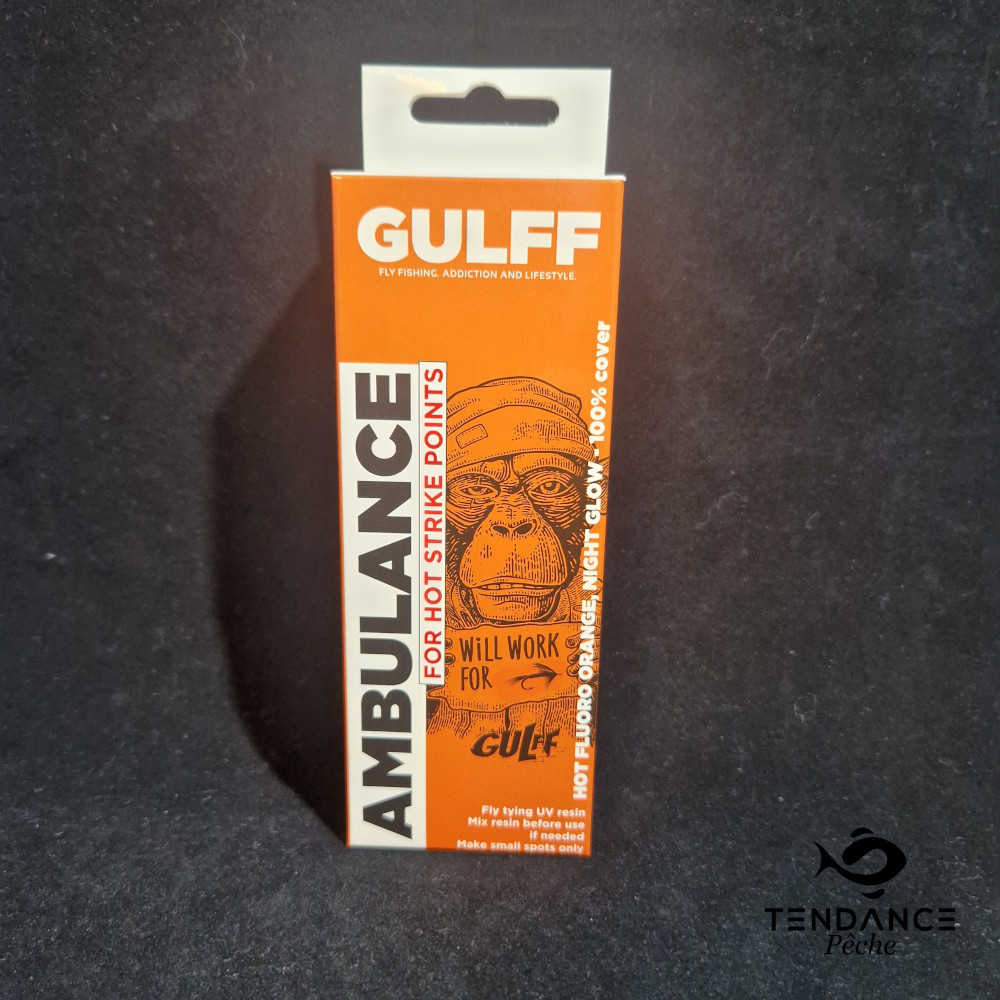 GULFF
FLY FISHING. ADDICTION AND LIFESTYLE.
AMBULANCE
FOR HOT STRIKE POINTS
HOT FLUORO ORANGE, NIGHT GLOW - 100% cover
WiLL WORK
FOR
GULFF
Fly tying UV resin
Mix resin before use
if needed
Make small spots only
TENDANCE
Pêche